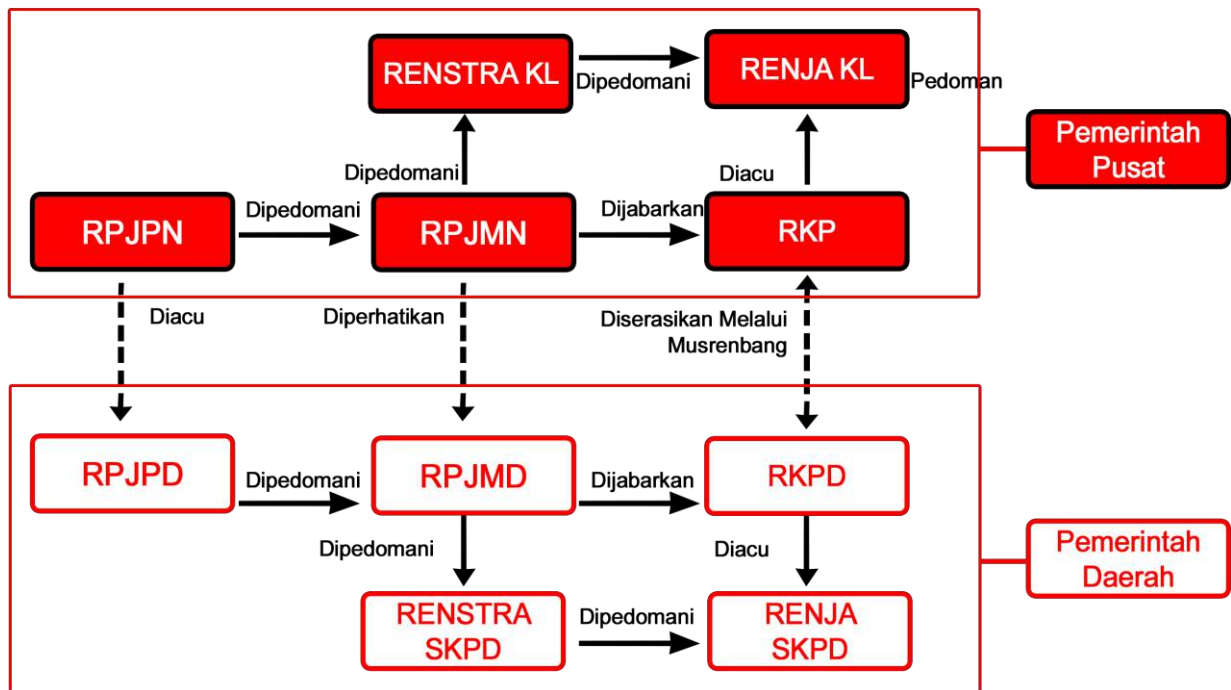 RENSTRA KL
Dipedomani
RENJA KL
Pedoman
Pemerintah
Pusat
Dipedomani
Diacu
RPJPN
Dipedomani
RPJMN
Dijabarkan
RKP
Diacu
Diperhatikan
Diserasikan Melalui
Musrenbang
RPJPD
Dipedomani
RPJMD
Dijabarkan
RKPD
Dipedomani
Diacu
Pemerintah
Daerah
RENSTRA
SKPD
Dipedomani
RENJA
SKPD